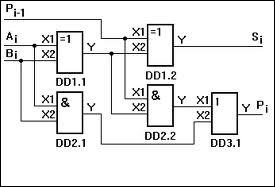 Pi-1
X1 =1 Si
Ai X1 =1 X2 Y
Bi X2 Y
DD1.1 DD1.2
X1 & Y X1 & Y X1 1 Pi
X2 X2 X2 Y
DD2.1 DD2.2 DD3.1